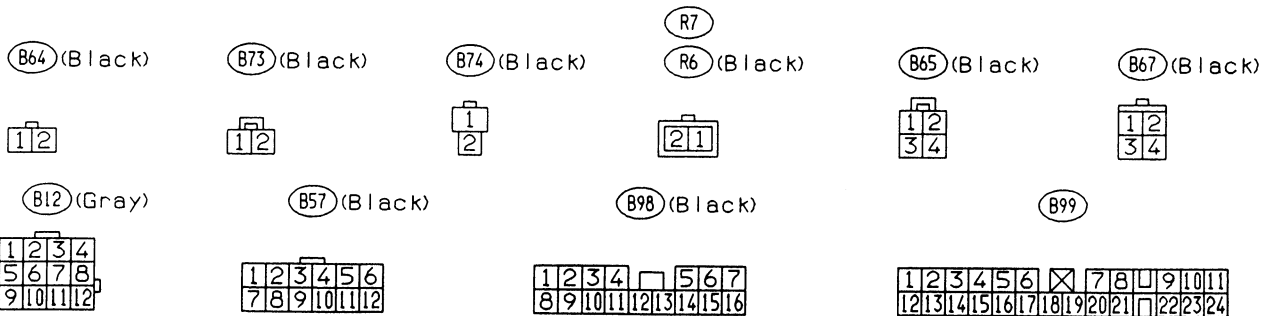 R7
B64 (Black) B73 (Black) B74 (Black) R6 (Black) B65 (Black) B67 (Black)
1 2 1 2 1 2 1 1 2 1 2
2 3 4 3 4
B12 (Gray) B57 (Black) B98 (Black) B99
1 2 3 4
5 6 7 8 1 2 3 4 5 6 1 2 3 4 5 6 7 1 2 3 4 5 6 7 8 9 10 11
9 10 11 12 7 8 9 10 11 12 8 9 10 11 12 13 14 15 16 12 13 14 15 16 17 18 19 20 21 22 23 24